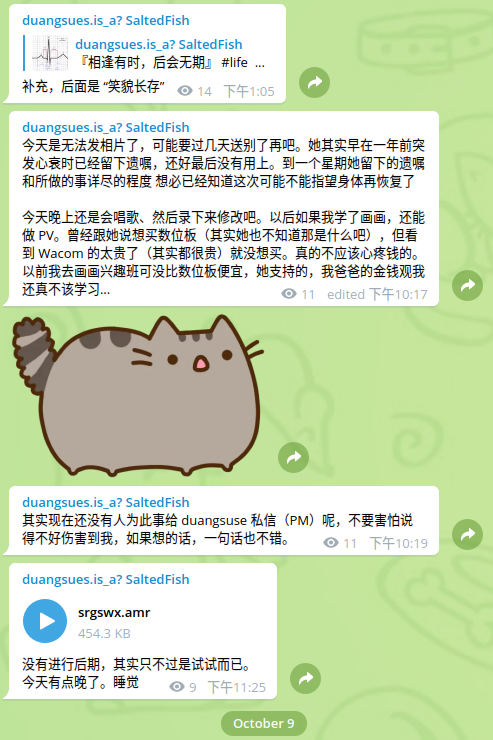 duangsues.is_a? SaltedFish
duangsues.is_a? SaltedFish
『相逢有时，后会无期』 #life ...
补充，后面是 “笑貌长存”
14 下午1:05
duangsues.is_a? SaltedFish
今天是无法发相片了，可能要过几天送别了再吧。她其实早在一年前突
发心衰时已经留下遗嘱，还好最后没有用上。到一个星期她留下的遗嘱
和所做的事详尽的程度 想必已经知道这次可能不能指望身体再恢复了
今天晚上还是会唱歌、然后录下来修改吧。以后如果我学了画画，还能
做 PV。曾经跟她说想买数位板（其实她也不知道那是什么吧），但看
到 Wacom 的太贵了（其实都很贵）就没想买。真的不应该心疼钱的。
以前我去画画兴趣班可没比数位板便宜，她支持的，我爸爸的金钱观我
还真不该学习...
11 edited 下午10:17
duangsues.is_a? SaltedFish
其实现在还没有人为此事给 duangsuse 私信（PM）呢，不要害怕说
得不好伤害到我，如果想的话，一句话也不错。
11 下午10:19
duangsues.is_a? SaltedFish
srgswx.amr
454.3 KB
没有进行后期，其实只不过是试试而已。
今天有点晚了。睡觉
9 下午11:25
October 9